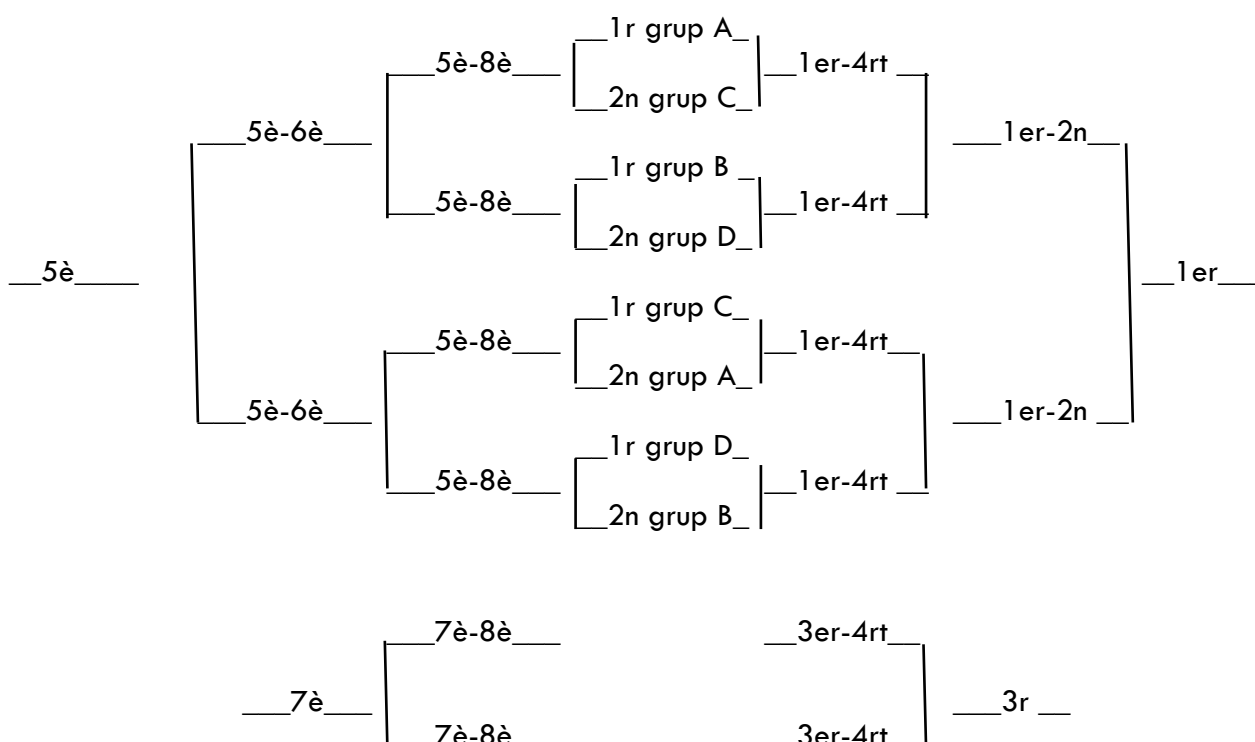 1r grup A
5è-8è 1er-4rt
2n grup C
5è-6è 1er-2n
1r grup B
5è-8è 1er-4rt
2n grup D
5è 1er
1r grup C
5è-8è 1er-4rt
2n grup A
5è-6è 1er-2n
1r grup D
5è-8è 1er-4rt
2n grup B
7è-8è 3er-4rt
7è 3r
7è-8è 3er-4rt